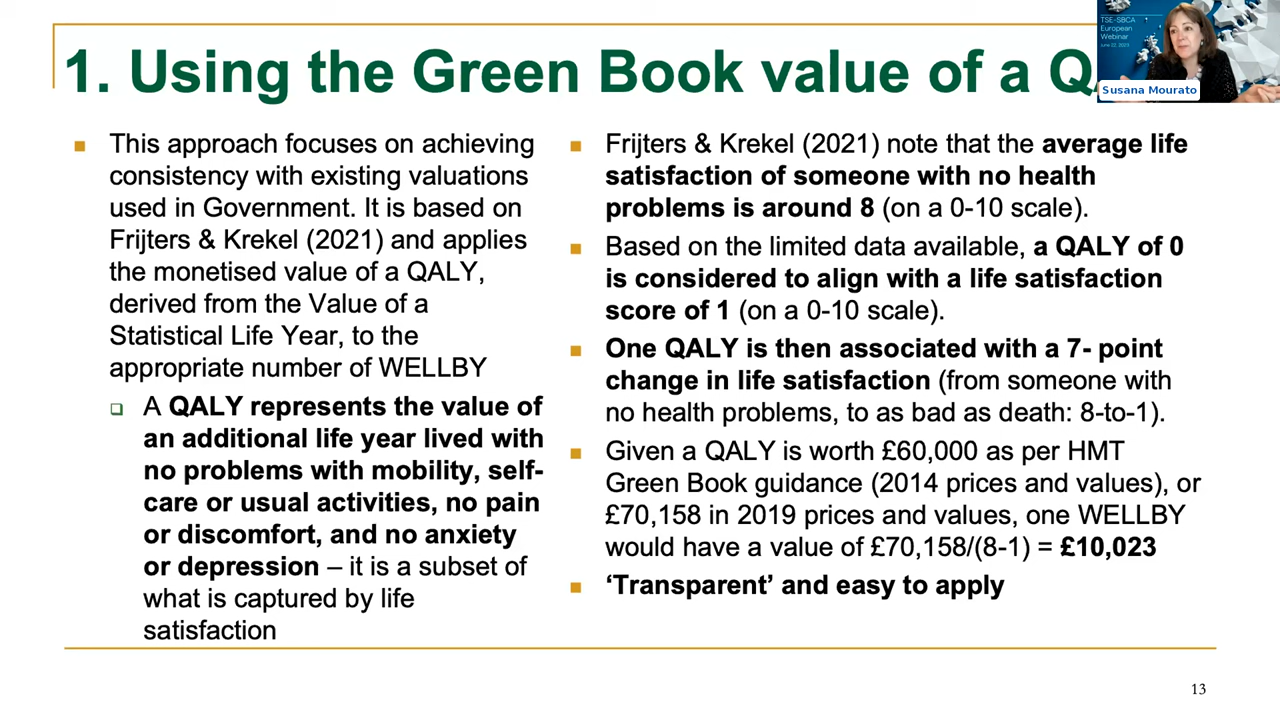 1. Using the Green Book value of a
TSE-SBCA
European
Webinar
June 22, 2023
Susana Mourato
This approach focuses on achieving
consistency with existing valuations
used in Government. It is based on
Frijters & Krekel (2021) and applies
the monetised value of a QALY,
derived from the Value of a
Statistical Life Year, to the
appropriate number of WELLBY
A QALY represents the value of
an additional life year lived with
no problems with mobility, self-
care or usual activities, no pain
or discomfort, and no anxiety
or depression – it is a subset of
what is captured by life
satisfaction
Frijters & Krekel (2021) note that the average life
satisfaction of someone with no health
problems is around 8 (on a 0-10 scale).
Based on the limited data available, a QALY of 0
is considered to align with a life satisfaction
score of 1 (on a 0-10 scale).
One QALY is then associated with a 7- point
change in life satisfaction (from someone with
no health problems, to as bad as death: 8-to-1).
Given a QALY is worth £60,000 as per HMT
Green Book guidance (2014 prices and values), or
£70,158 in 2019 prices and values, one WELLBY
would have a value of £70,158/(8-1) = £10,023
‘Transparent’ and easy to apply
13